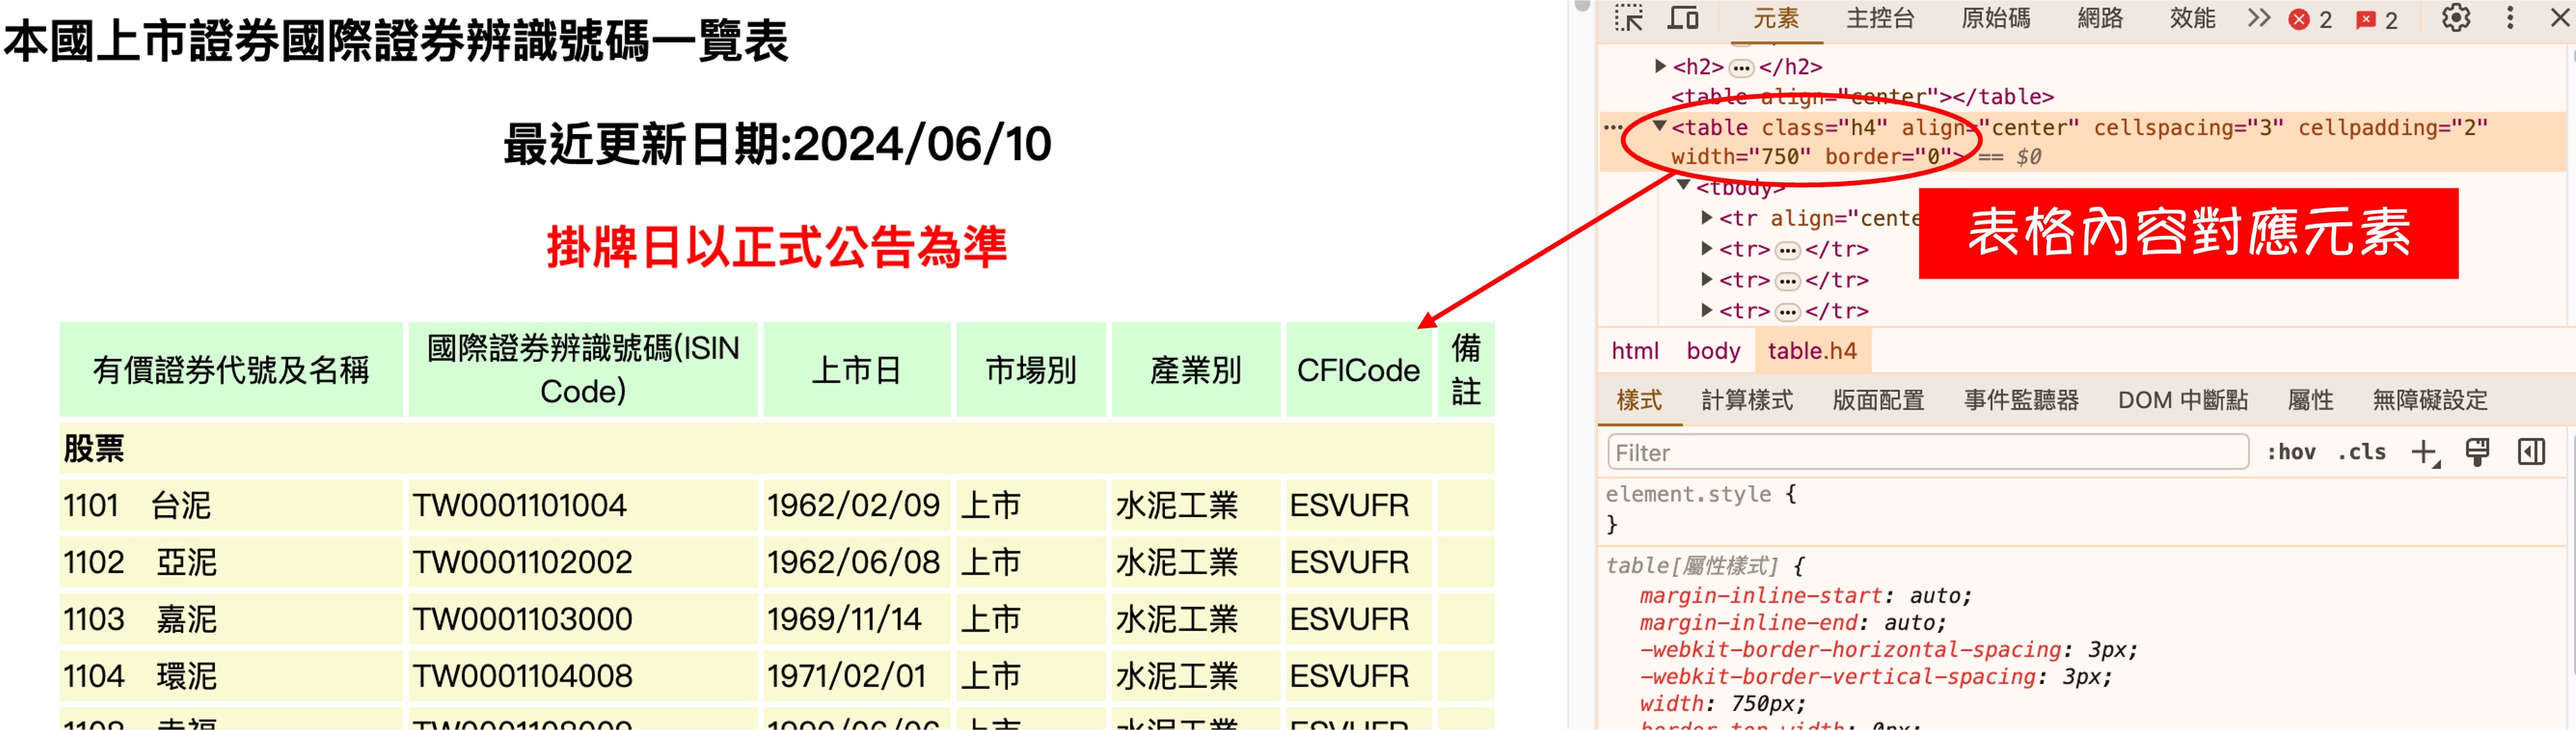 本國上市證券國際證券辨識號碼一覽表
最近更新日期:2024/06/10
掛牌日以正式公告為準
有價證券代號及名稱 國際證券辨識號碼(ISIN Code) 上市日 市場別 產業別 CFICode 備註
股票
1101 台泥 TW0001101004 1962/02/09 上市 水泥工業 ESVUFR
1102 亞泥 TW0001102002 1962/06/08 上市 水泥工業 ESVUFR
1103 嘉泥 TW0001103000 1969/11/14 上市 水泥工業 ESVUFR
1104 環泥 TW0001104008 1971/02/01 上市 水泥工業 ESVUFR
元素 主控台 原始碼 網路 效能 2 2
<h2> </h2>
<table align="center"></table>
<table class="h4" align="center" cellspacing="3" cellpadding="2"
width="750" border="0"> == $0
<tbody>
<tr align="cente
<tr> </tr>
<tr> </tr>
<tr> </tr>
表格內容對應元素
html body table.h4
樣式 計算樣式 版面配置 事件監聽器 DOM 中斷點 屬性 無障礙設定
Filter :hov .cls
element.style {
}
table[屬性樣式] {
margin-inline-start: auto;
margin-inline-end: auto;
-webkit-border-horizontal-spacing: 3px;
-webkit-border-vertical-spacing: 3px;
width: 750px;